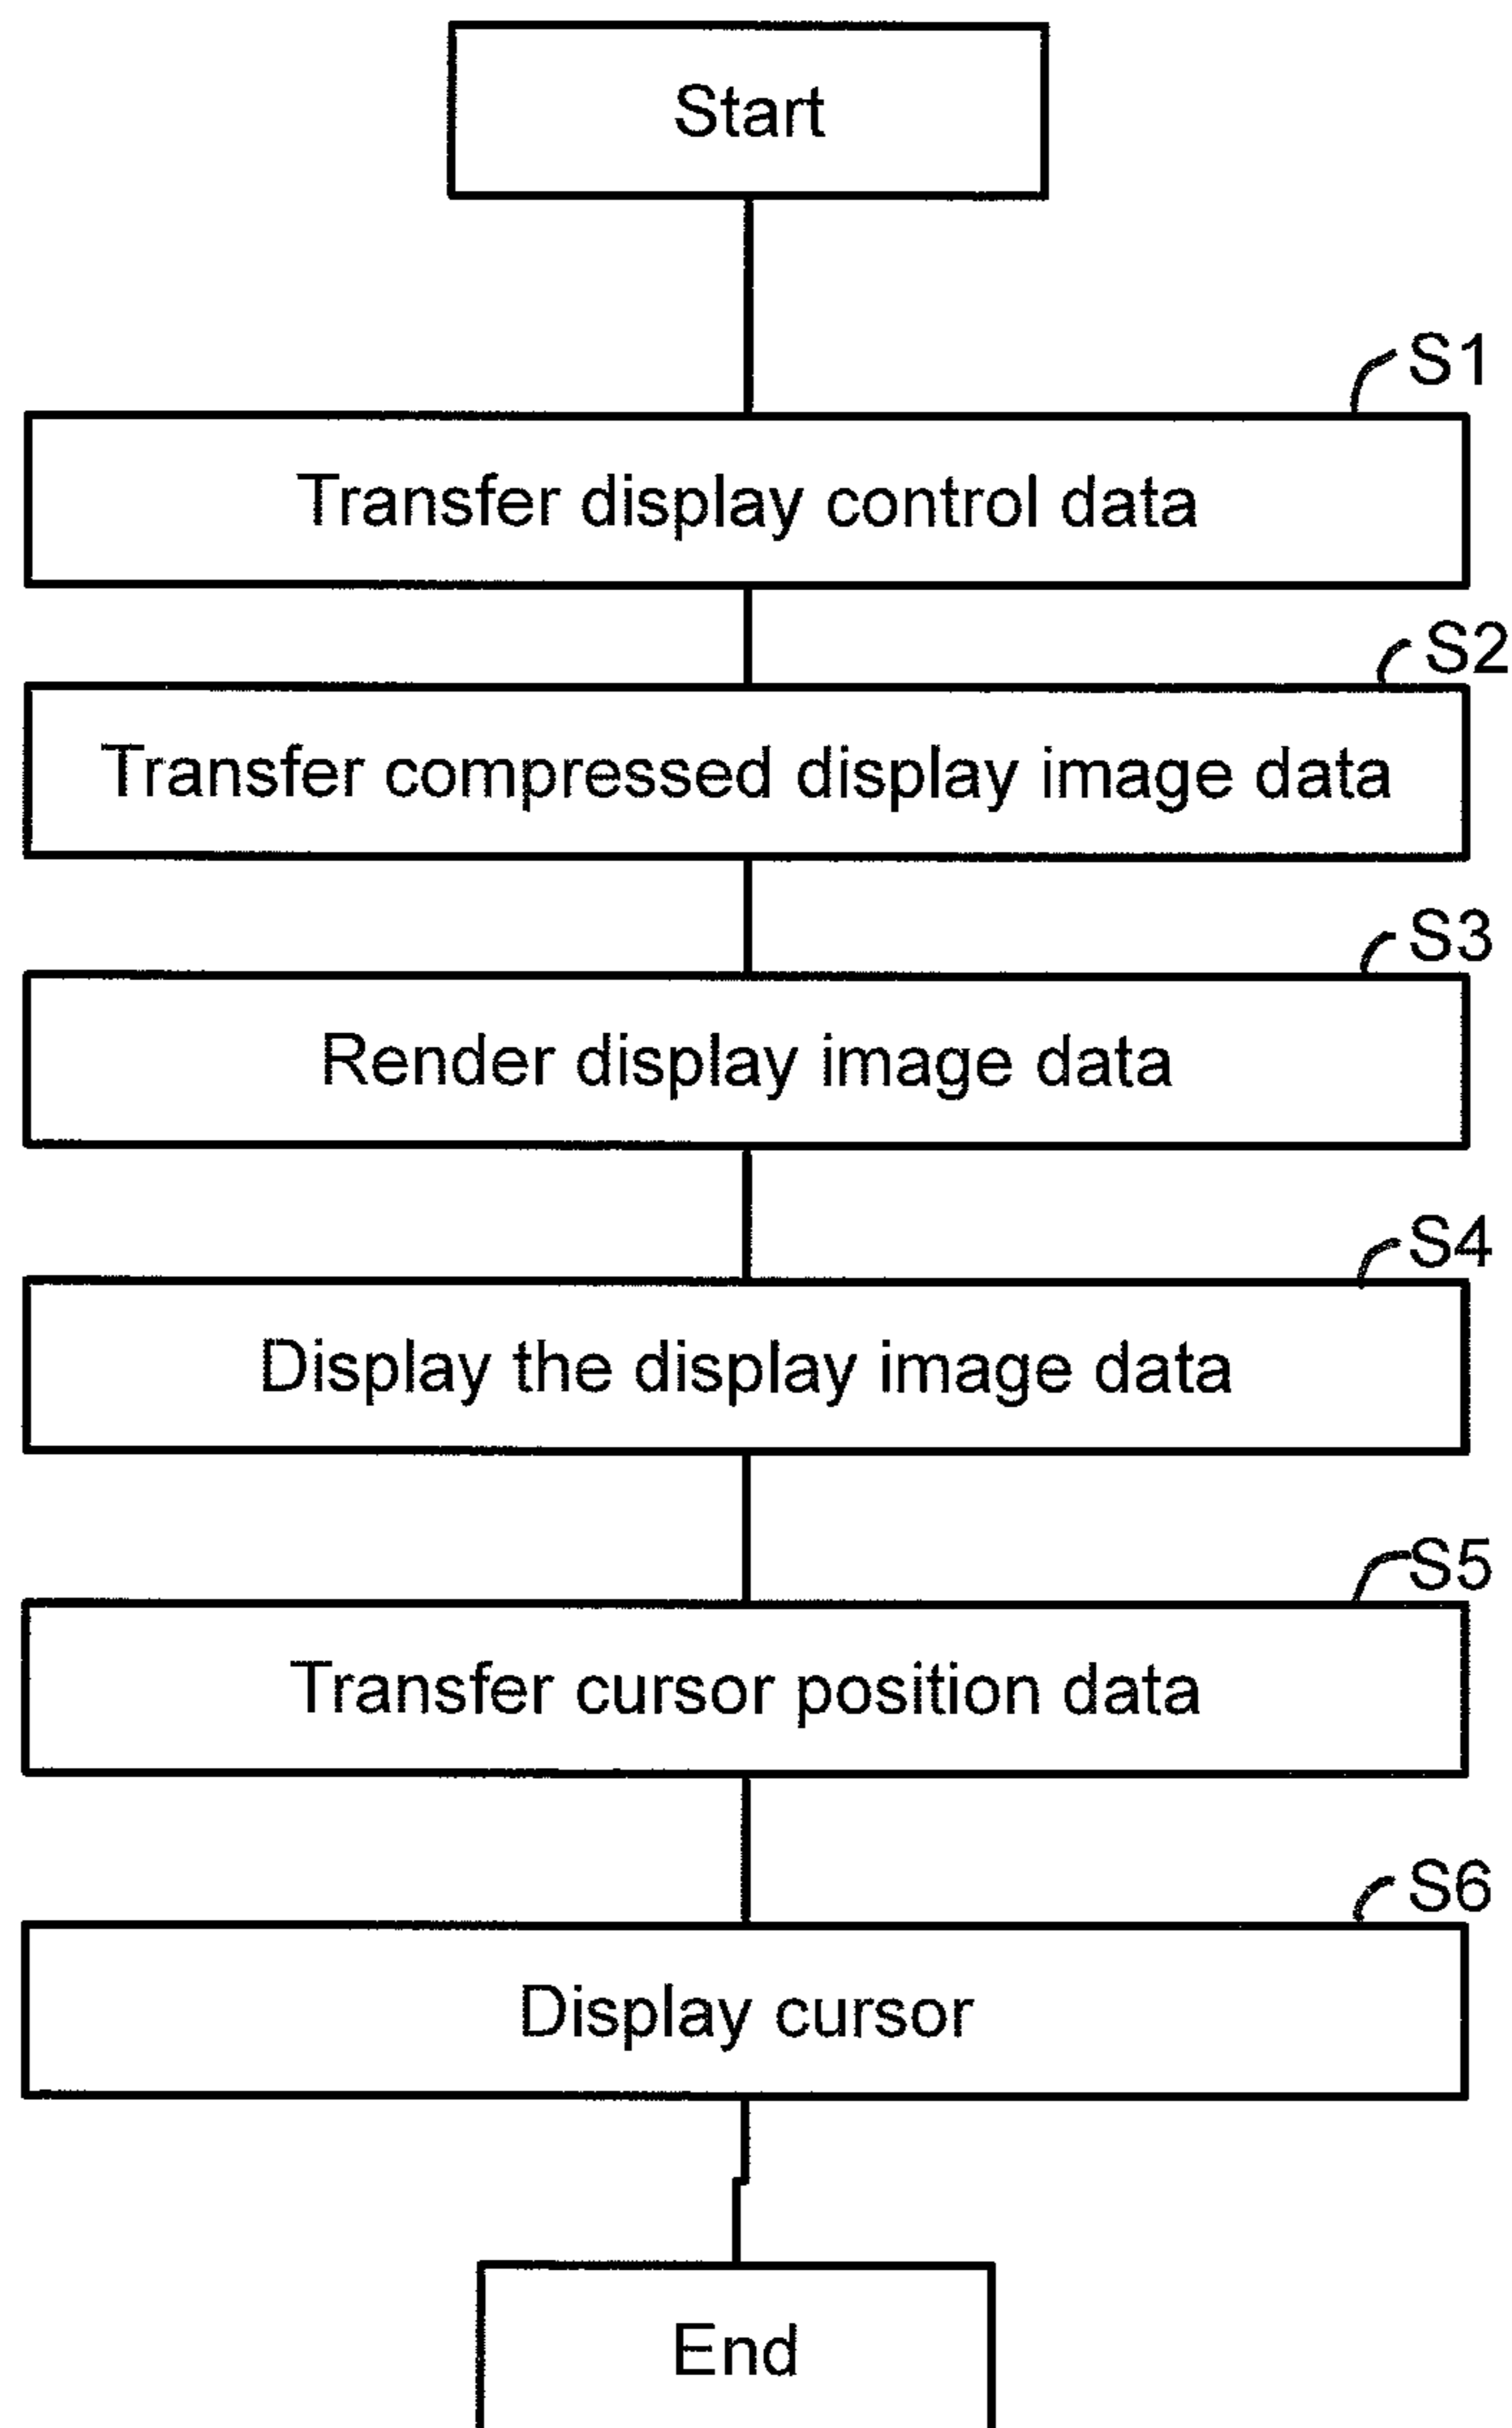 Start
S1
Transfer display control data
S2
Transfer compressed display image data
S3
Render display image data
S4
Display the display image data
S5
Transfer cursor position data
S6
Display cursor
End